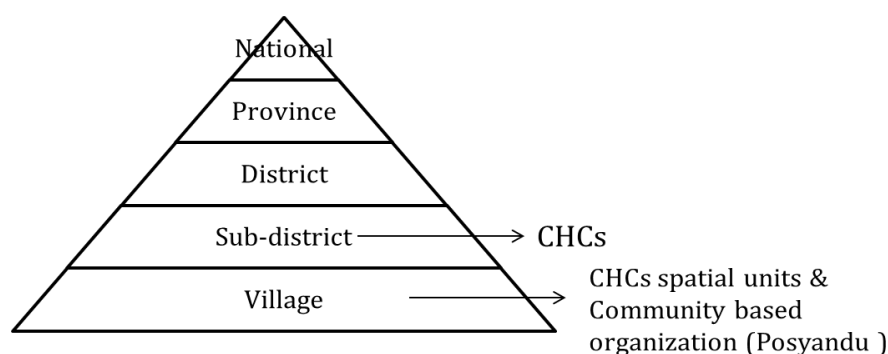 National
Province
District
Sub-district
CHCs
Village
CHCs spatial units &
Community based
organization (Posyandu )